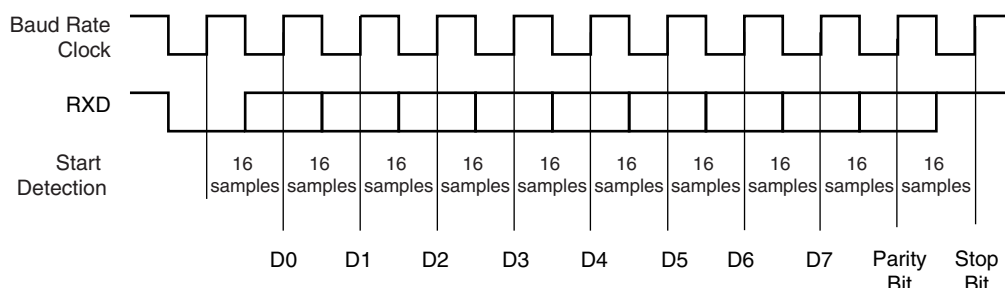 Baud Rate
Clock
RXD
Start
Detection
16 16 16 16 16 16 16 16 16 16
samples samples samples samples samples samples samples samples samples samples
D0 D1 D2 D3 D4 D5 D6 D7 Parity Stop
Bit Bit